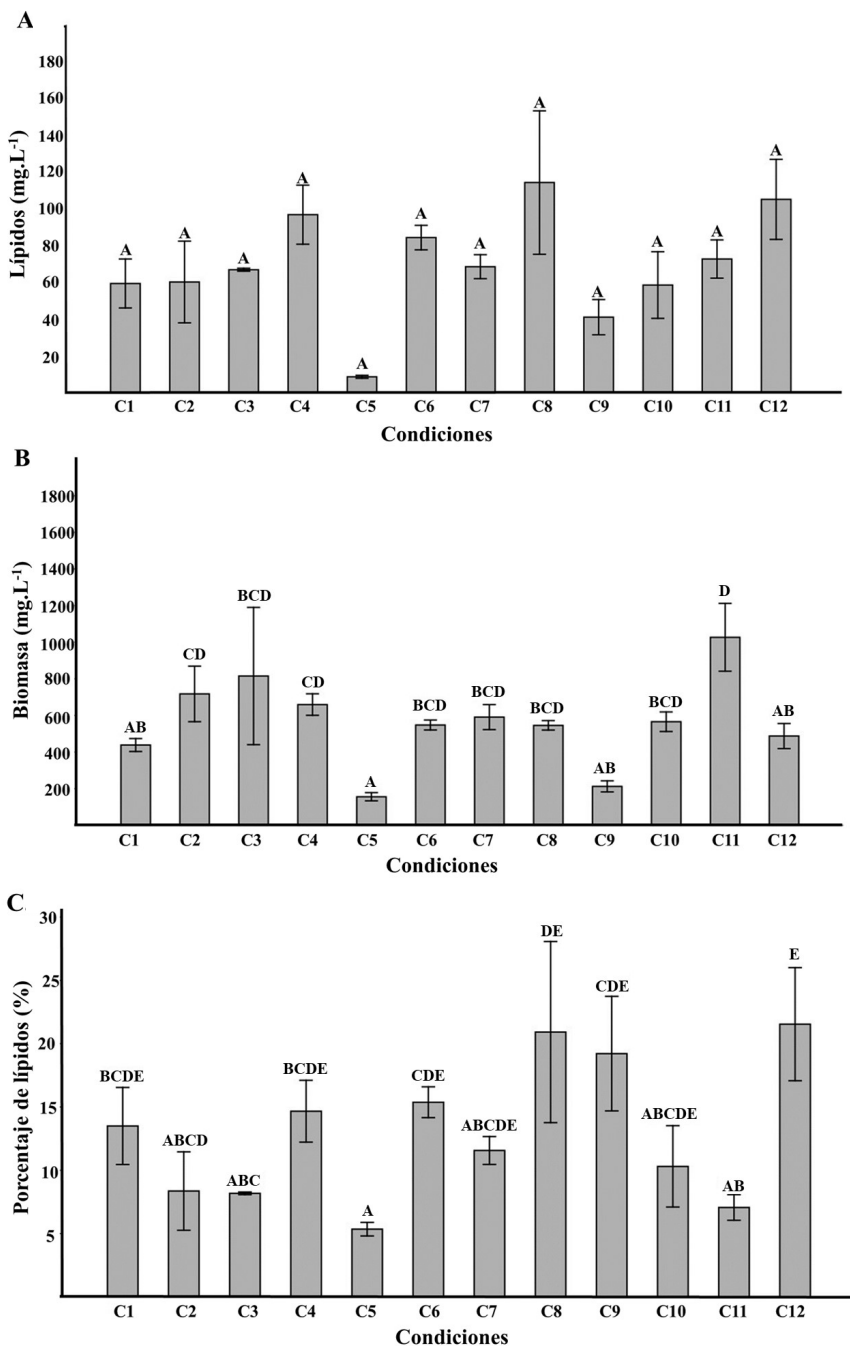 A
Lípidos (mg.L-1)
180
160
140
120
100
80
60
40
20
A A A A A A A A A A A A
C1 C2 C3 C4 C5 C6 C7 C8 C9 C10 C11 C12
Condiciones
B
Biomasa (mg.L-1)
1800
1600
1400
1200
1000
800
600
400
200
AB CD BCD CD A BCD BCD BCD AB BCD D AB
C1 C2 C3 C4 C5 C6 C7 C8 C9 C10 C11 C12
Condiciones
C
Porcentaje de lípidos (%)
30
25
20
15
10
5
BCDE ABCD ABC BCDE A CDE ABCDE DE CDE ABCDE AB E
C1 C2 C3 C4 C5 C6 C7 C8 C9 C10 C11 C12
Condiciones